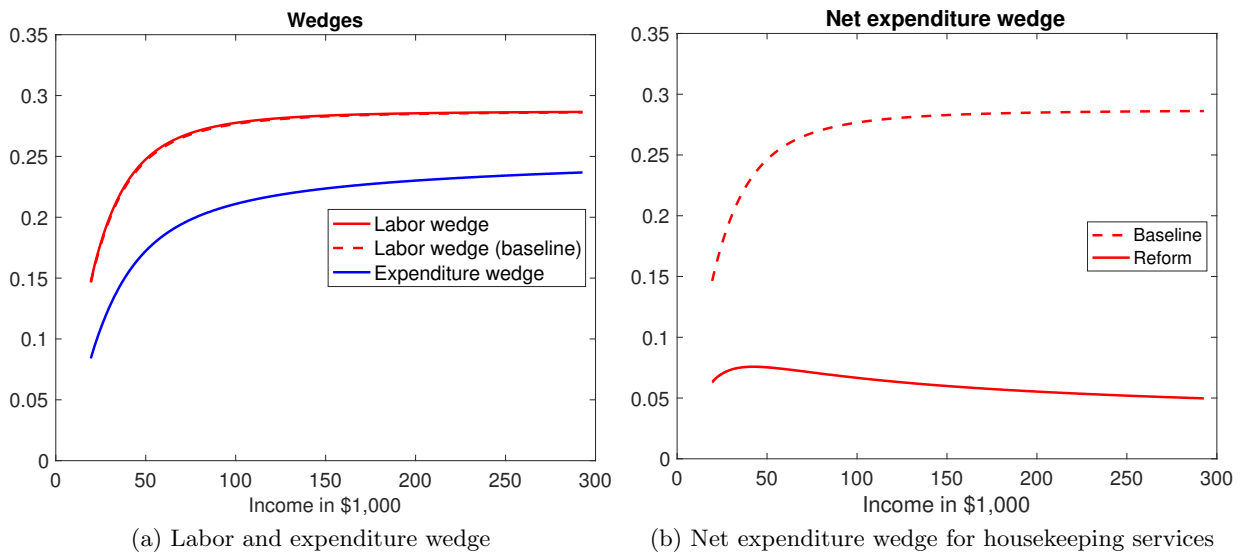 Wedges
0.35
0.3
0.25
0.2
0.15
0.1
0.05
0
0
50
100
150
200
250
300
Labor wedge
Labor wedge (baseline)
Expenditure wedge
Income in $1,000
(a) Labor and expenditure wedge
Net expenditure wedge
0.35
0.3
0.25
0.2
0.15
0.1
0.05
0
0
50
100
150
200
250
300
Baseline
Reform
Income in $1,000
(b) Net expenditure wedge for housekeeping services